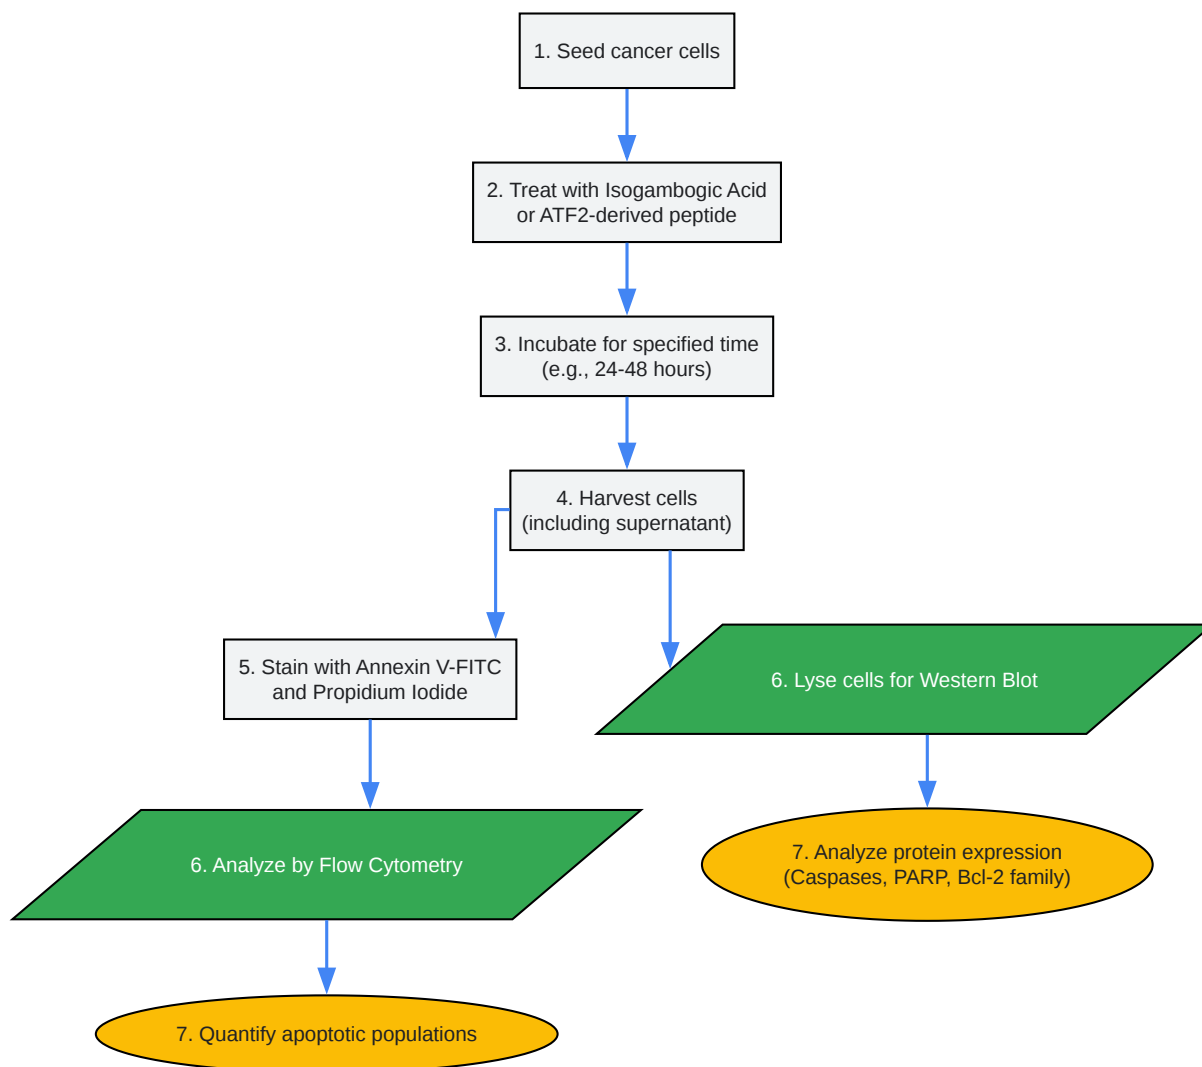 1. Seed cancer cells
2. Treat with Isogambogic Acid
or ATF2-derived peptide
3. Incubate for specified time
(e.g., 24-48 hours)
4. Harvest cells
(including supernatant)
5. Stain with Annexin V-FITC
and Propidium Iodide
6. Lyse cells for Western Blot
6. Analyze by Flow Cytometry
7. Analyze protein expression
(Caspases, PARP, Bcl-2 family)
7. Quantify apoptotic populations